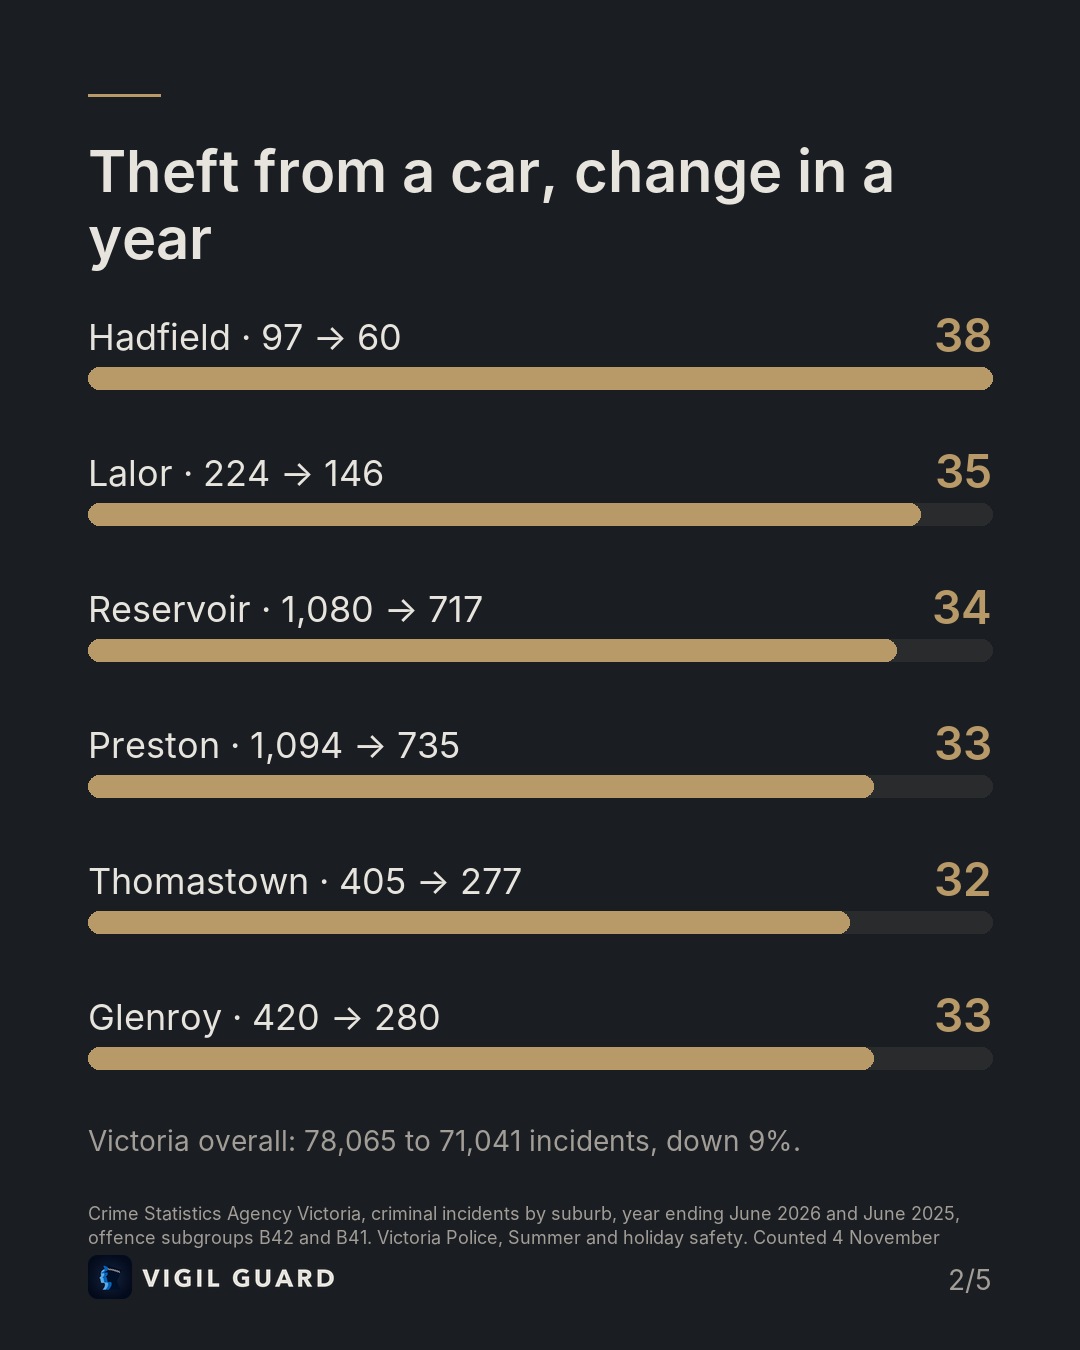 Theft from a car, change in a
year
Hadfield · 97 → 60
38
Lalor · 224 → 146
35
Reservoir · 1,080 → 717
34
Preston · 1,094 → 735
33
Thomastown · 405 → 277
32
Glenroy · 420 → 280
33
Victoria overall: 78,065 to 71,041 incidents, down 9%.
Crime Statistics Agency Victoria, criminal incidents by suburb, year ending June 2026 and June 2025,
offence subgroups B42 and B41. Victoria Police, Summer and holiday safety. Counted 4 November
VIGIL GUARD
2/5